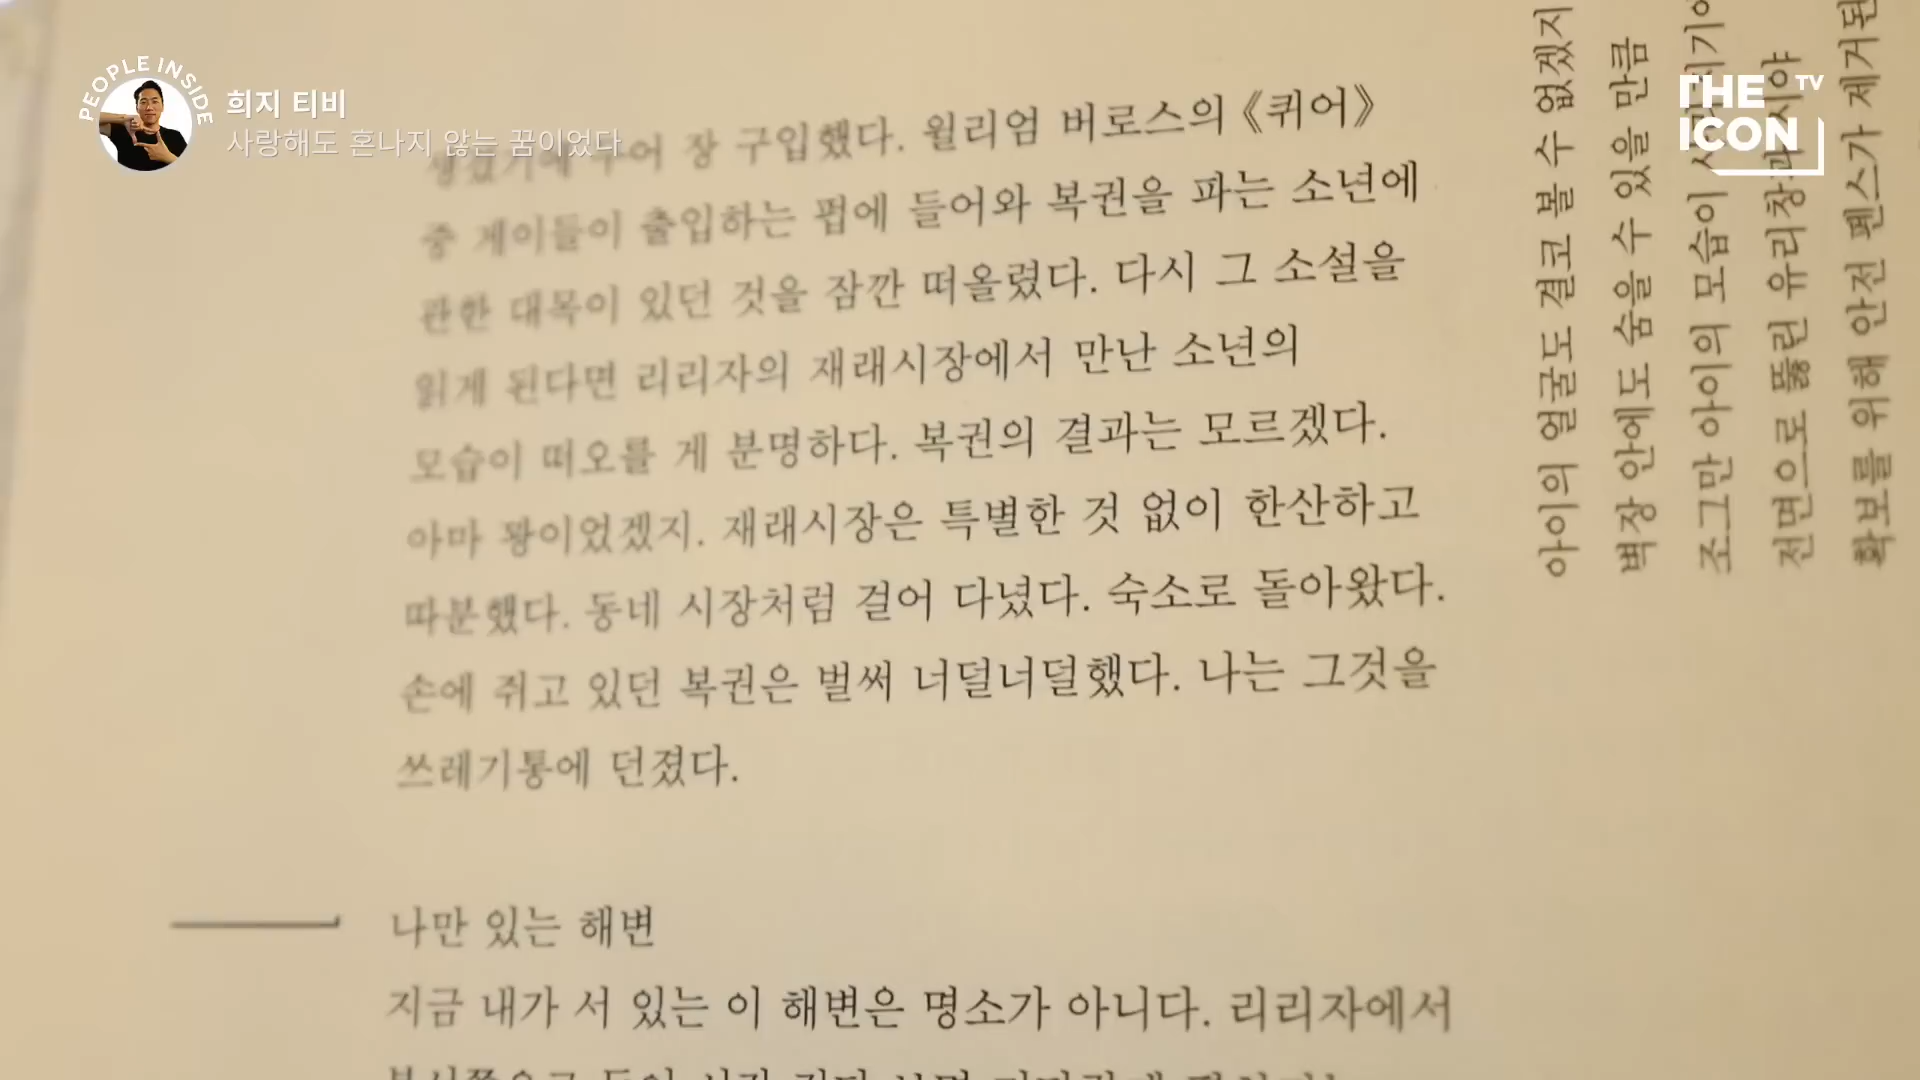 PEOPLE INSIDE
희지 티비
사랑해도 혼나지 않는 꿈이었다
THE ICON TV
장 구입했다. 윌리엄 버로스의 《퀴어》
중 게이들이 출입하는 펍에 들어와 복권을 파는 소년에
관한 대목이 있던 것을 잠깐 떠올렸다. 다시 그 소설을
읽게 된다면 리리자의 재래시장에서 만난 소년의
모습이 떠오를 게 분명하다. 복권의 결과는 모르겠다.
아마 꽝이었겠지. 재래시장은 특별한 것 없이 한산하고
따분했다. 동네 시장처럼 걸어 다녔다. 숙소로 돌아왔다.
손에 쥐고 있던 복권은 벌써 너덜너덜했다. 나는 그것을
쓰레기통에 던졌다.
나만 있는 해변
지금 내가 서 있는 이 해변은 명소가 아니다. 리리자에서
아이의 얼굴도 결코 볼 수 없겠지
벽장 안에도 숨을 수 있을 만큼
조그만 아이의 모습이
전면으로 뚫린 유리창과 시야
확보를 위해 안전 펜스가 제거된